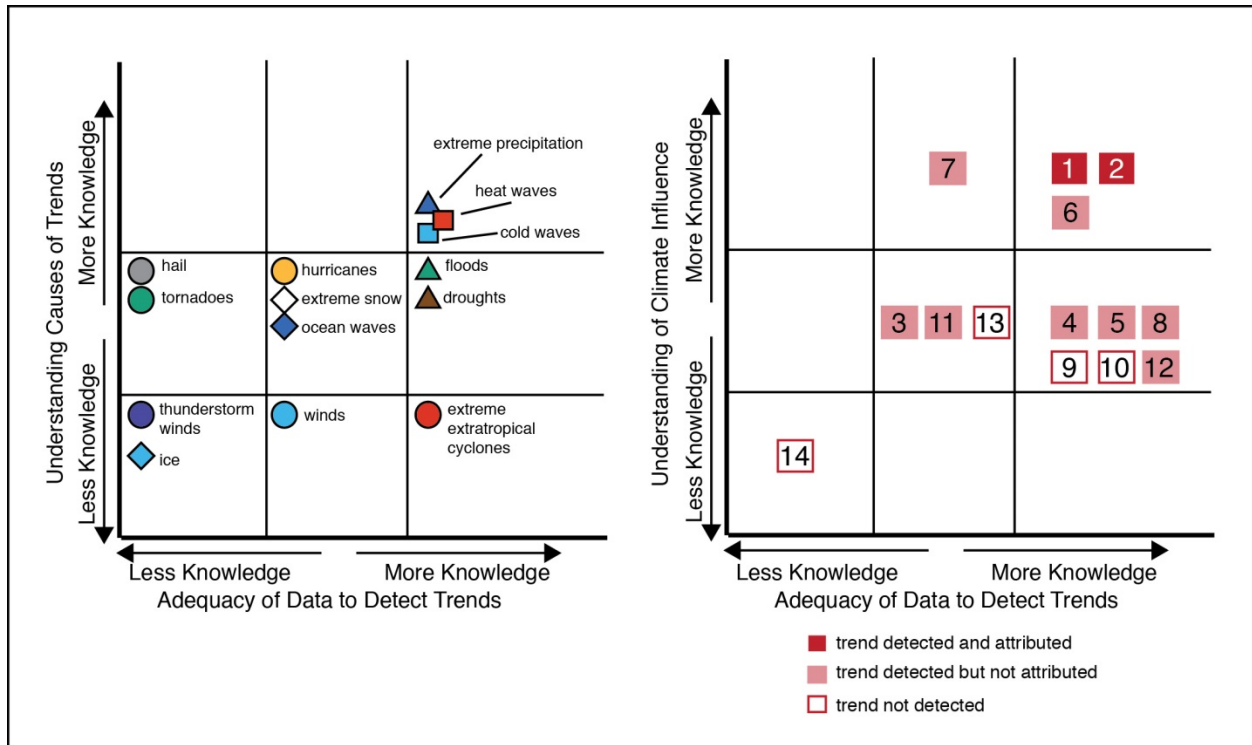 Understanding Causes of Trends
Less Knowledge
More Knowledge
extreme precipitation
heat waves
cold waves
hail
tornadoes
hurricanes
extreme snow
ocean waves
floods
droughts
thunderstorm
winds
ice
winds
extreme
extratropical
cyclones
Less Knowledge
More Knowledge
Adequacy of Data to Detect Trends
Understanding of Climate Influence
Less Knowledge
More Knowledge
7
1
2
6
3
11
13
4
5
8
9
10
12
14
Less Knowledge
More Knowledge
Adequacy of Data to Detect Trends
trend detected and attributed
trend detected but not attributed
trend not detected